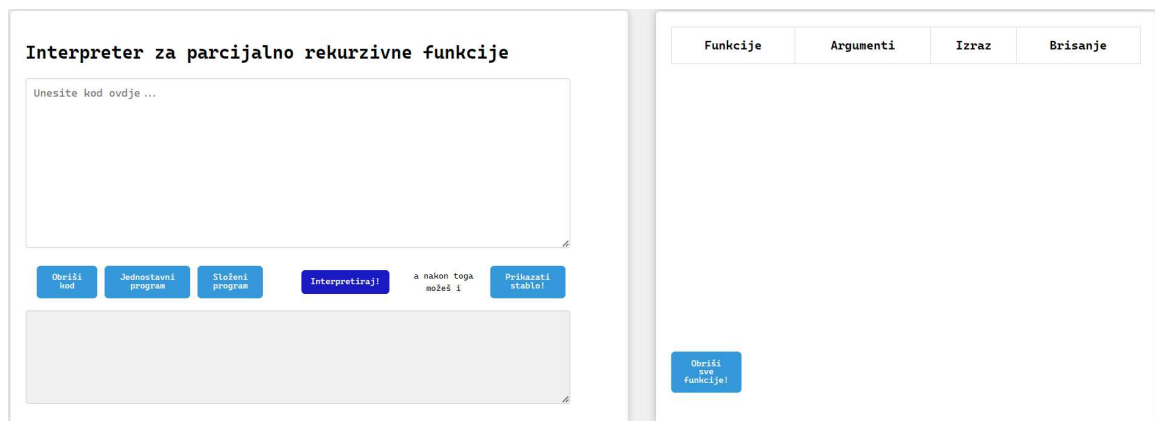 Interpreter za parcijalno rekurzivne funkcije
Unesite kod ovdje...
Obriši
kod
Jednostavni
program
Složeni
program
Interpretiraj!
a nakon toga
možeš i
Prikazati
stablo!
Funkcije Argumenti Izraz Brisanje
Obriši
sve
funkcije!